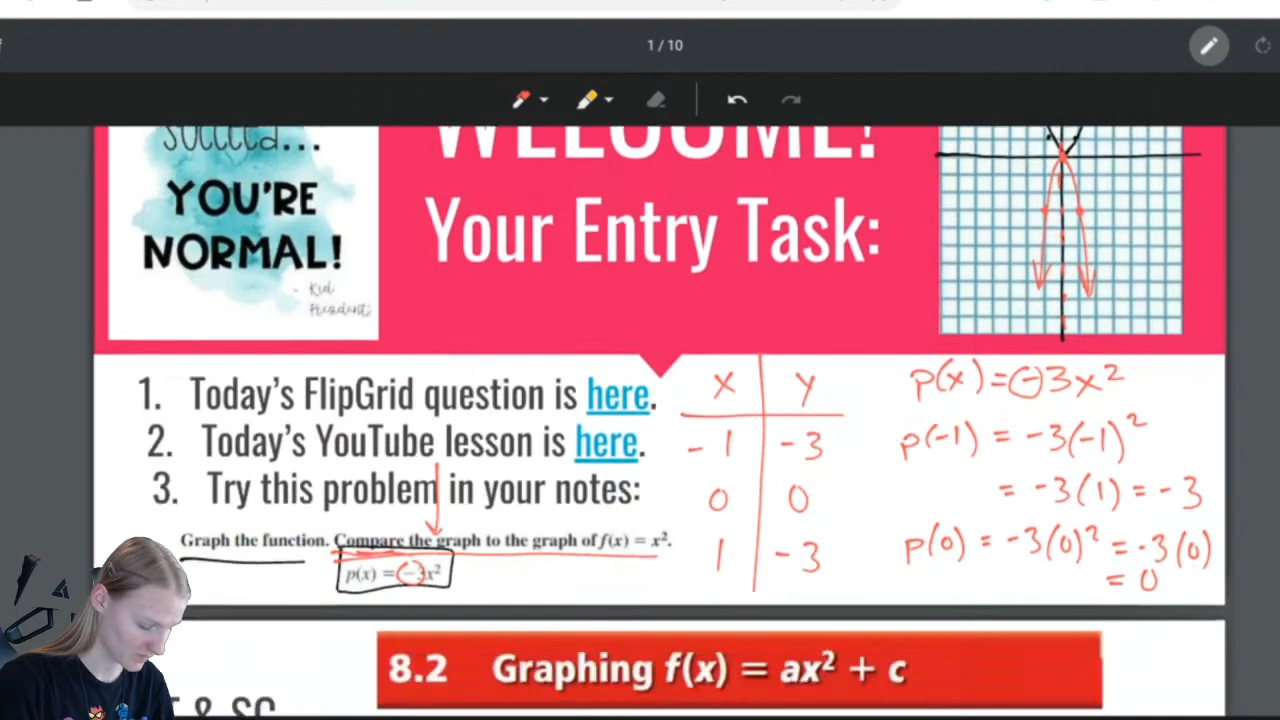 1 / 10
succeed...
YOU'RE
NORMAL!
- Kid
President
WELCOME!
Your Entry Task:
1. Today's FlipGrid question is here.
2. Today's YouTube lesson is here.
3. Try this problem in your notes:
Graph the function. Compare the graph to the graph of f(x) = x².
p(x) = -3x²
x y
-1 -3
0 0
1 -3
p(x) = -3x²
p(-1) = -3(-1)²
= -3(1) = -3
p(0) = -3(0)² = -3(0)
= 0
8.2 Graphing f(x) = ax² + c
& SC